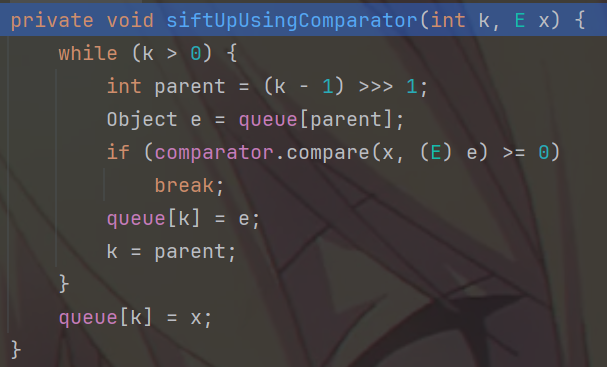 private void siftUpUsingComparator(int k, E x) {
    while (k > 0) {
        int parent = (k - 1) >>> 1;
        Object e = queue[parent];
        if (comparator.compare(x, (E) e) >= 0)
            break;
        queue[k] = e;
        k = parent;
    }
    queue[k] = x;
}